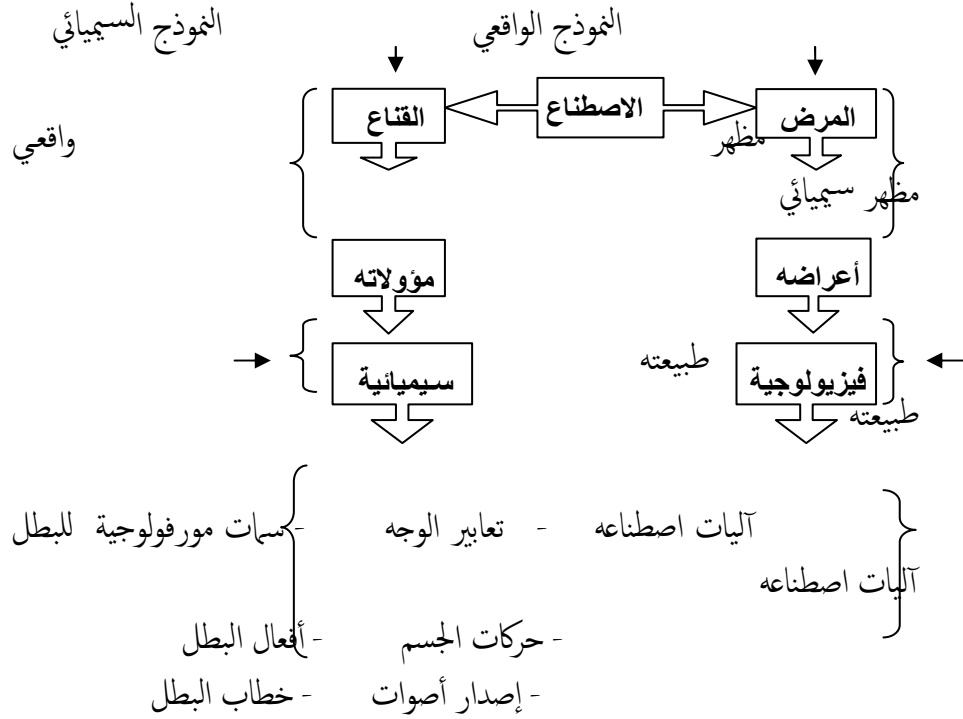 النموذج الواقعي النموذج السيميائي
المرض الاصطناع القناع
مظهر واقعي
مظهر سيميائي
أعراضه مؤولاته
فيزيولوجية طبيعته سيميائية
طبيعته
آليات اصطناعه - تعابير الوجه - سمات مورفولوجية للبطل
آليات اصطناعه
- حركات الجسم - أفعال البطل
- إصدار أصوات - خطاب البطل